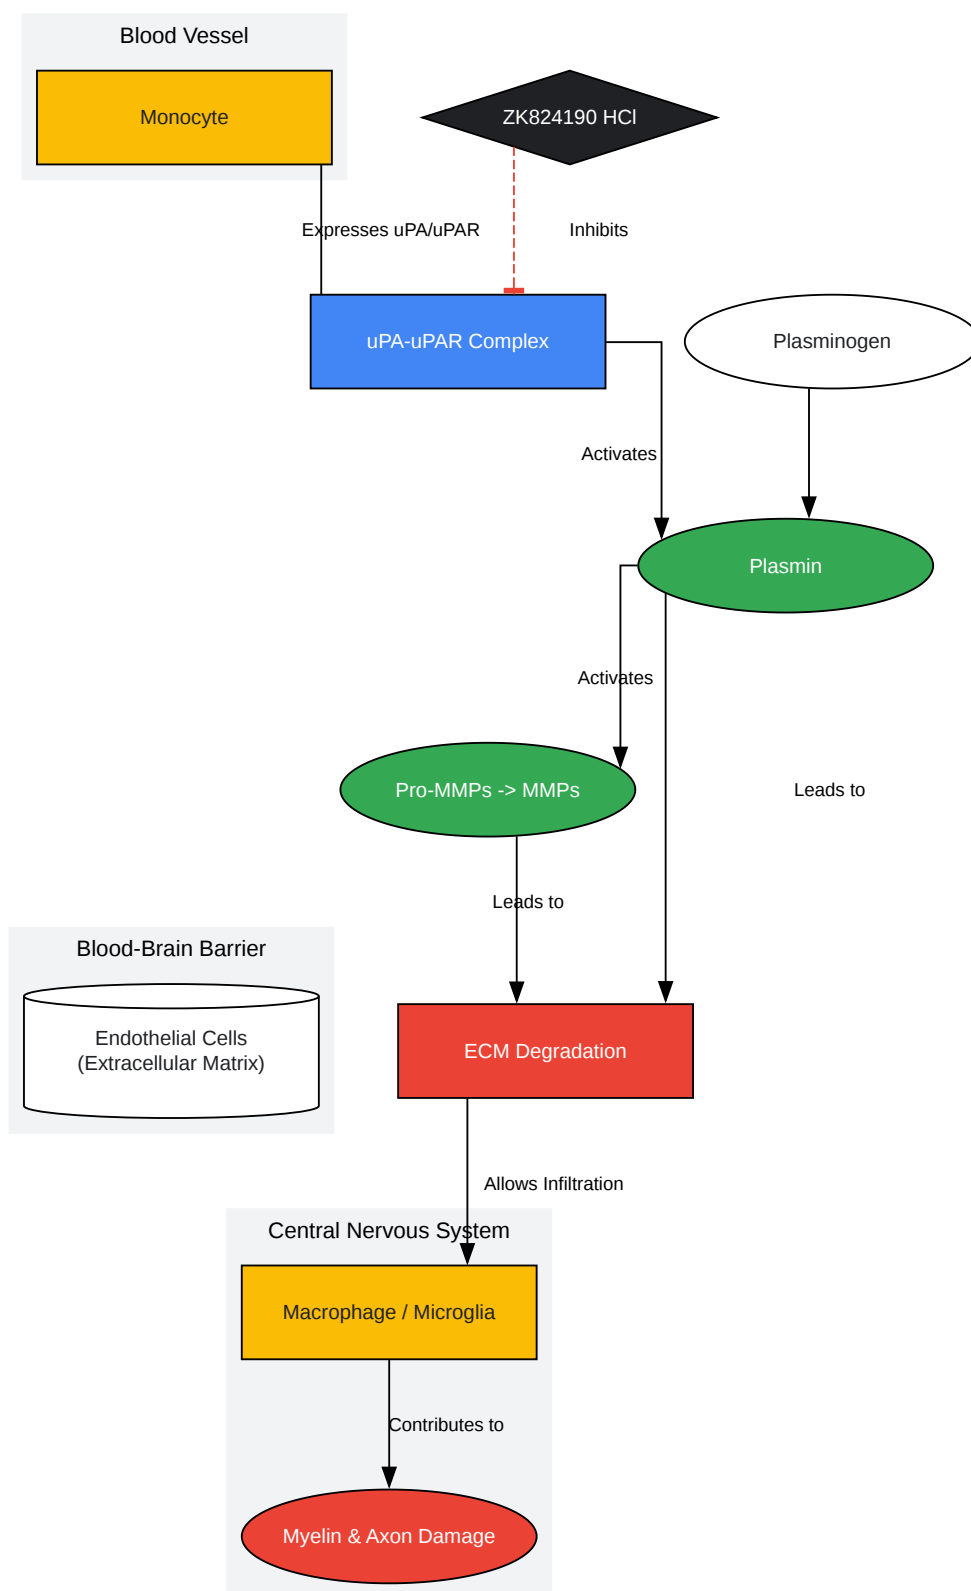 Blood Vessel
Monocyte
ZK824190 HCl
Expresses uPA/uPAR
Inhibits
uPA-uPAR Complex
Plasminogen
Activates
Plasmin
Activates
Pro-MMPs -> MMPs
Leads to
Leads to
Blood-Brain Barrier
Endothelial Cells
(Extracellular Matrix)
ECM Degradation
Allows Infiltration
Central Nervous System
Macrophage / Microglia
Contributes to
Myelin & Axon Damage